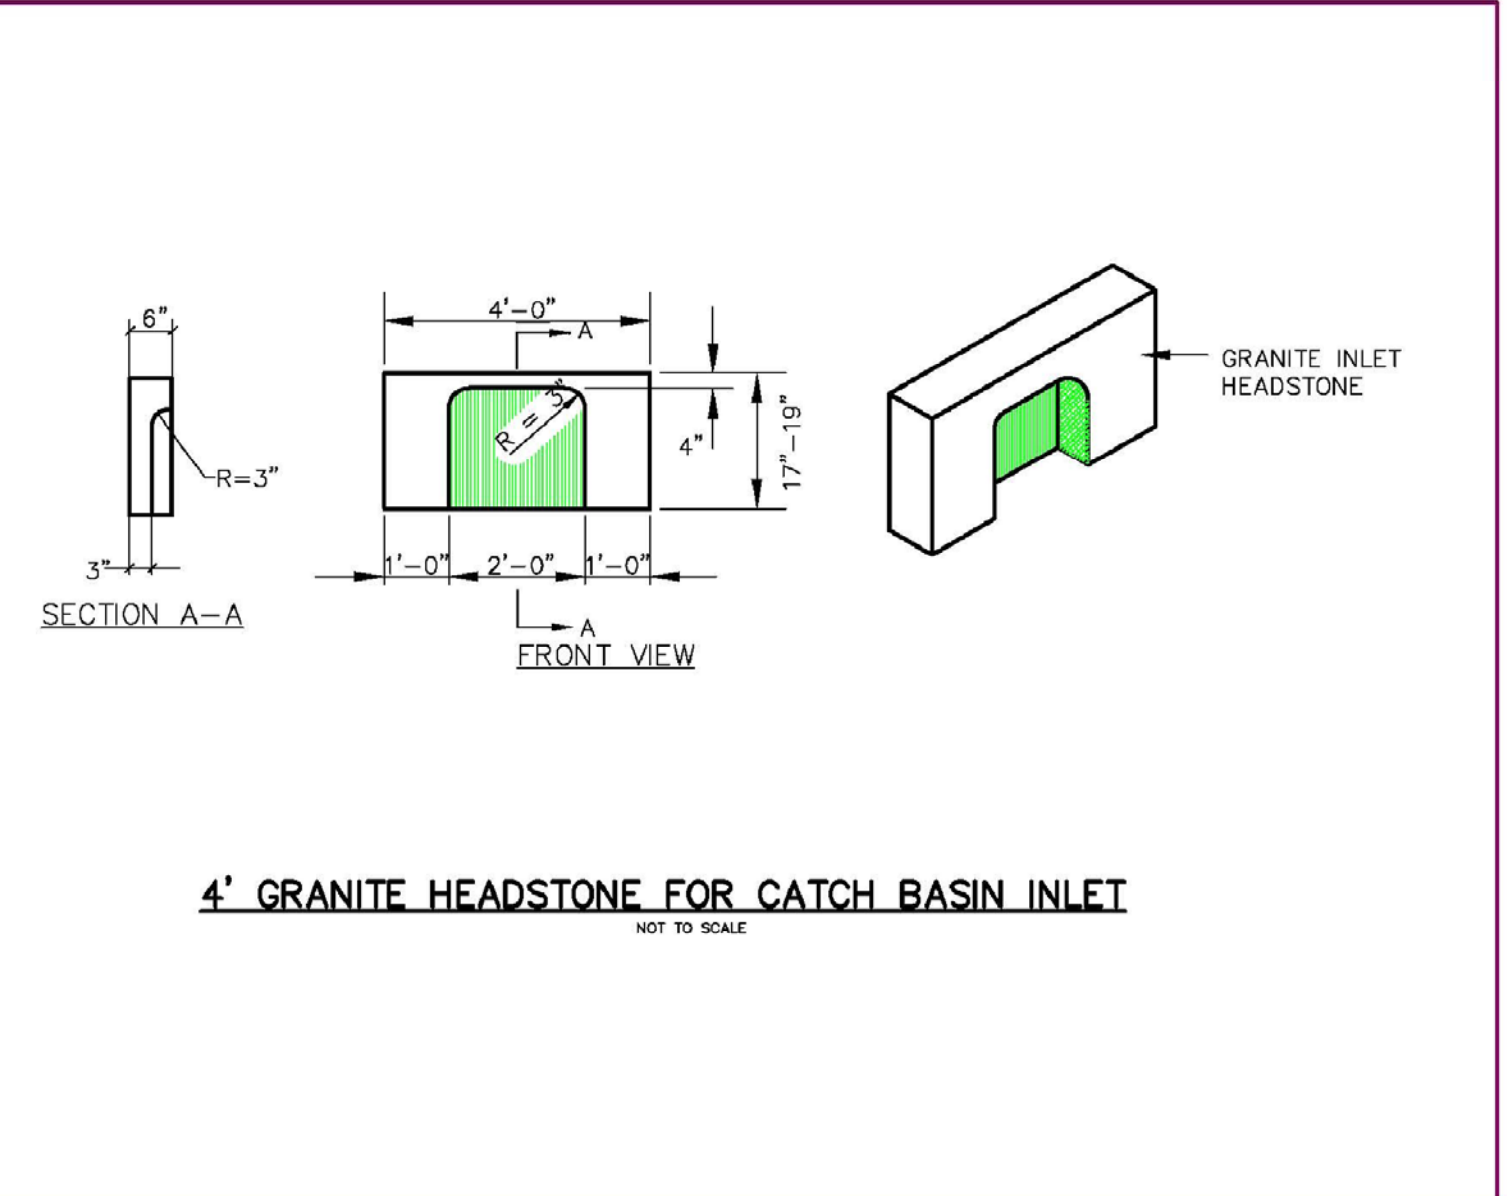 6"
R=3"
3"
SECTION A-A
4'-0"
A
R = 3"
4"
17"-19"
1'-0"
2'-0"
1'-0"
A
FRONT VIEW
GRANITE INLET
HEADSTONE
4' GRANITE HEADSTONE FOR CATCH BASIN INLET
NOT TO SCALE